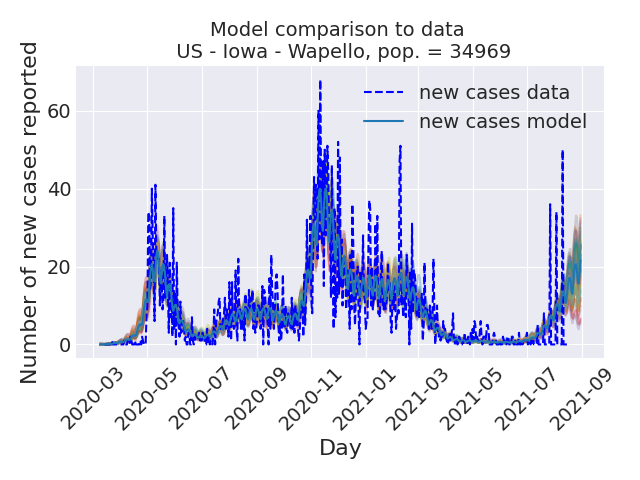 Model comparison to data
US - Iowa - Wapello, pop. = 34969
Number of new cases reported
60
40
20
0
new cases data
new cases model
2020-03
2020-05
2020-07
2020-09
2020-11
2021-01
2021-03
2021-05
2021-07
2021-09
Day